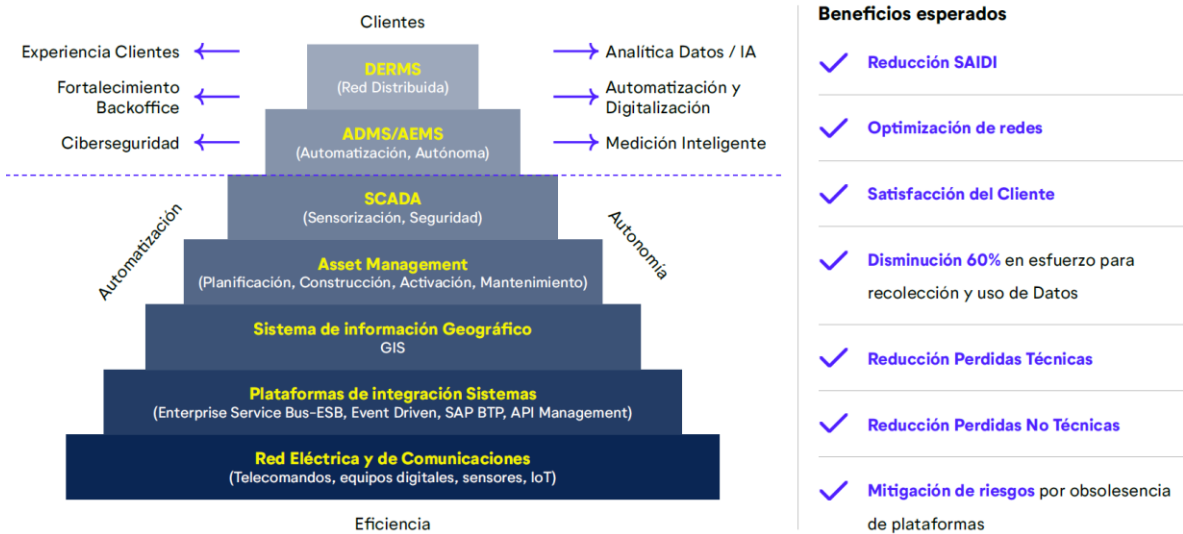 Clientes
Experiencia Clientes
Fortalecimiento
Backoffice
Ciberseguridad
DERMS
(Red Distribuida)
ADMS/AEMS
(Automatización, Autónoma)
Analítica Datos / IA
Automatización y
Digitalización
Medición Inteligente
Automatización
SCADA
(Sensorización, Seguridad)
Asset Management
(Planificación, Construcción, Activación, Mantenimiento)
Sistema de información Geográfico
GIS
Plataformas de integración Sistemas
(Enterprise Service Bus-ESB, Event Driven, SAP BTP, API Management)
Red Eléctrica y de Comunicaciones
(Telecomandos, equipos digitales, sensores, IoT)
Autonomía
Eficiencia
Beneficios esperados
Reducción SAIDI
Optimización de redes
Satisfacción del Cliente
Disminución 60% en esfuerzo para
recolección y uso de Datos
Reducción Perdidas Técnicas
Reducción Perdidas No Técnicas
Mitigación de riesgos por obsolesencia
de plataformas